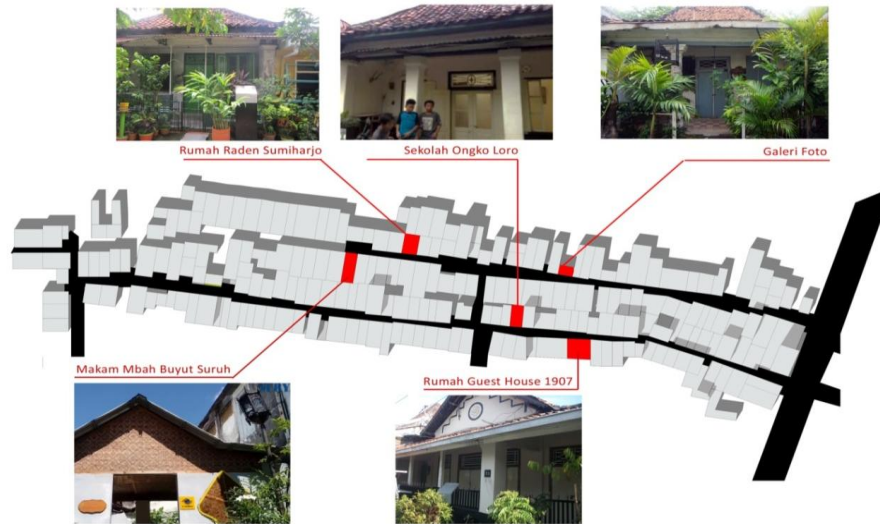 Rumah Raden Sumiharjo
Sekolah Ongko Loro
Galeri Foto
Makam Mbah Buyut Suruh
Rumah Guest House 1907